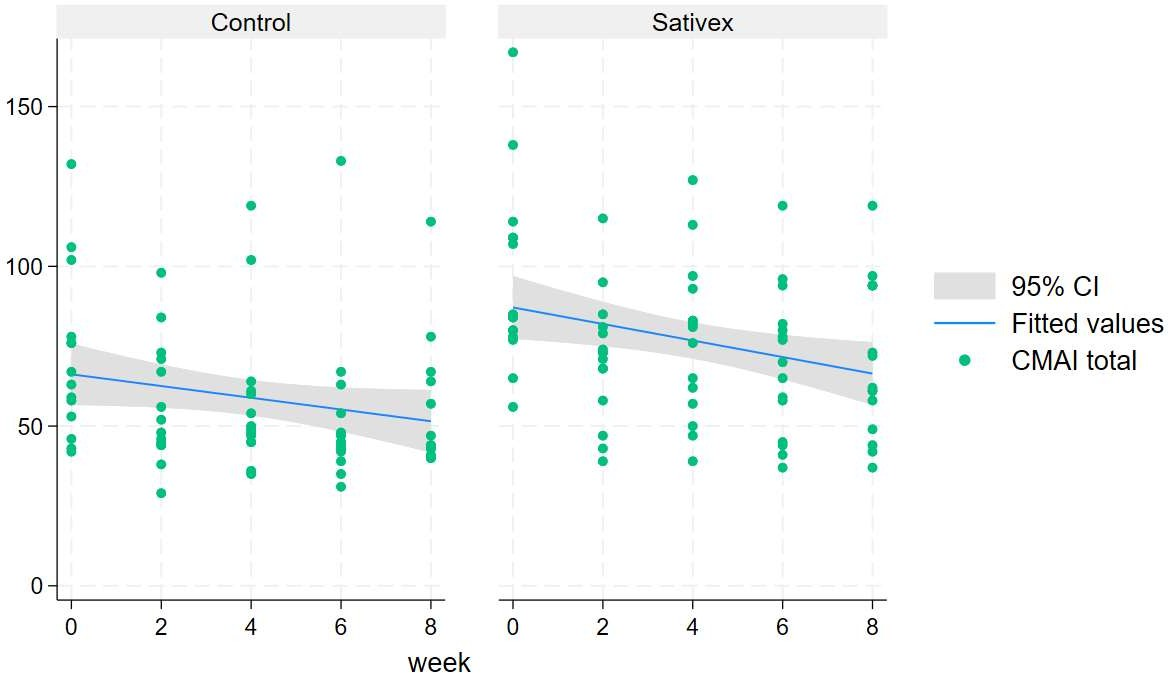 Control
Sativex
150
100
50
0
0 2 4 6 8
0 2 4 6 8
week
95% CI
Fitted values
CMAI total